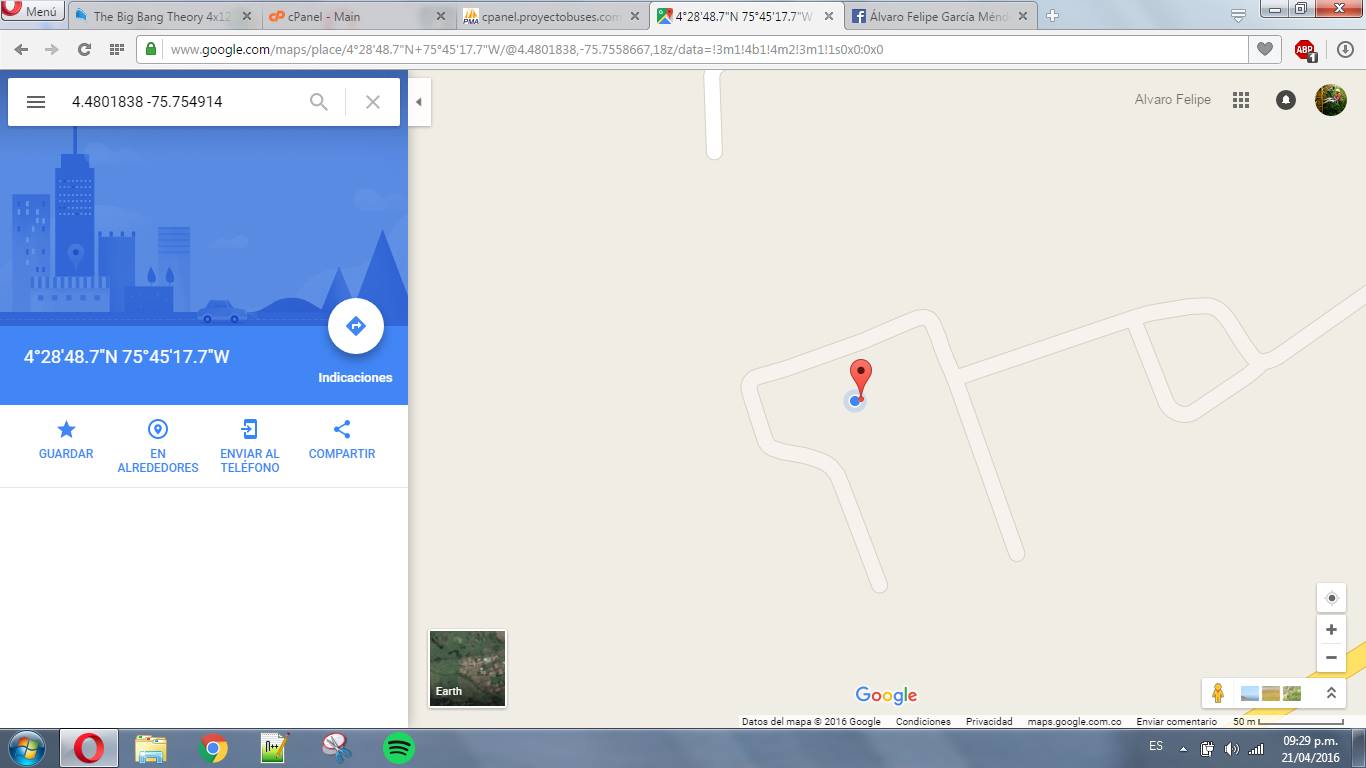 Menú
The Big Bang Theory 4x12
cPanel - Main
cpanel.proyectobuses.com
4°28'48.7"N 75°45'17.7"W
Álvaro Felipe García Ménd
www.google.com/maps/place/4°28'48.7"N+75°45'17.7"W/@4.4801838,-75.7558667,18z/data=!3m1!4b1!4m2!3m1!1s0x0:0x0
ABP
1
4.4801838 -75.754914
Alvaro Felipe
4°28'48.7"N 75°45'17.7"W
Indicaciones
GUARDAR
EN
ALREDEDORES
ENVIAR AL
TELÉFONO
COMPARTIR
Earth
Google
Datos del mapa © 2016 Google
Condiciones
Privacidad
maps.google.com.co
Enviar comentario
50 m
ES
09:29 p.m.
21/04/2016